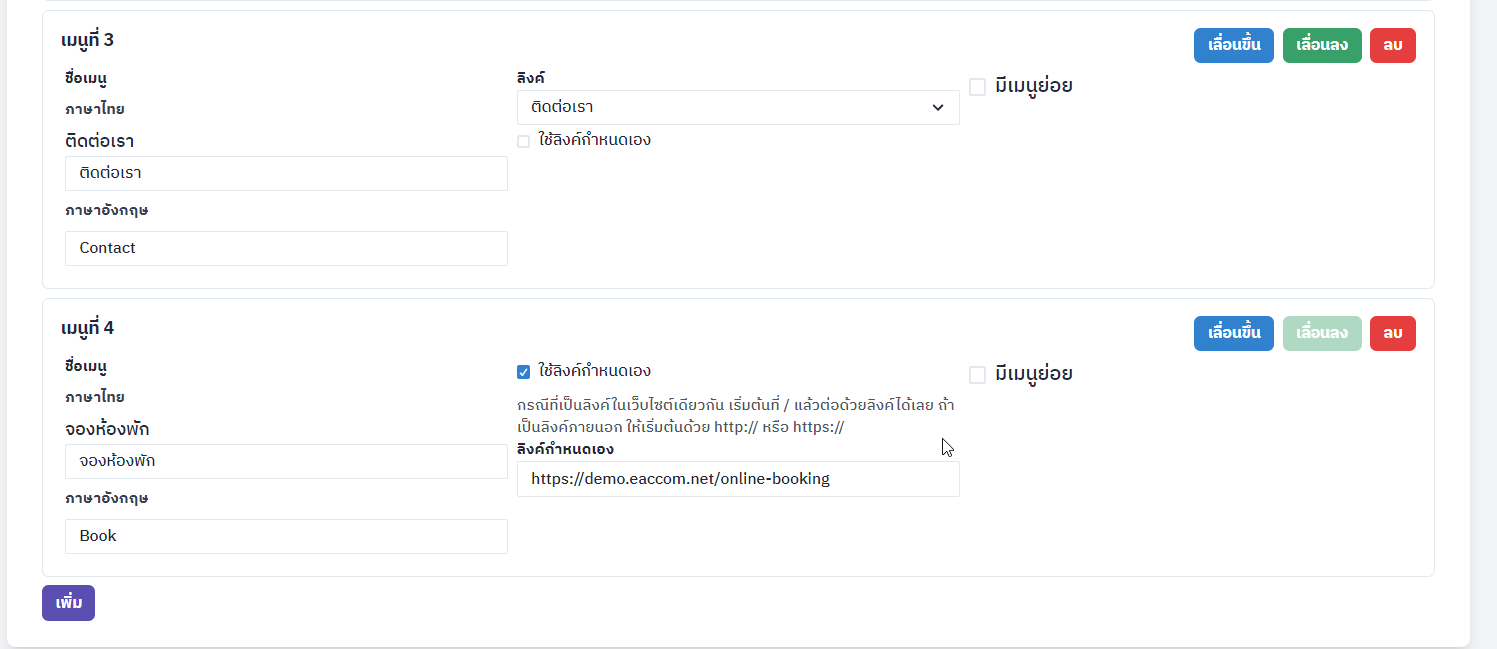 เมนูที่ 3
เลื่อนขึ้น เลื่อนลง ลบ
ชื่อเมนู
ลิงค์
มีเมนูย่อย
ภาษาไทย
ติดต่อเรา
ติดต่อเรา
ใช้ลิงค์กำหนดเอง
ติดต่อเรา
ภาษาอังกฤษ
Contact
เมนูที่ 4
เลื่อนขึ้น เลื่อนลง ลบ
ชื่อเมนู
ใช้ลิงค์กำหนดเอง
มีเมนูย่อย
ภาษาไทย
กรณีที่เป็นลิงค์ในเว็บไซต์เดียวกัน เริ่มต้นที่ / แล้วต่อด้วยลิงค์ได้เลย ถ้า
เป็นลิงค์ภายนอก ให้เริ่มต้นด้วย http:// หรือ https://
จองห้องพัก
ลิงค์กำหนดเอง
จองห้องพัก
https://demo.eaccom.net/online-booking
ภาษาอังกฤษ
Book
เพิ่ม